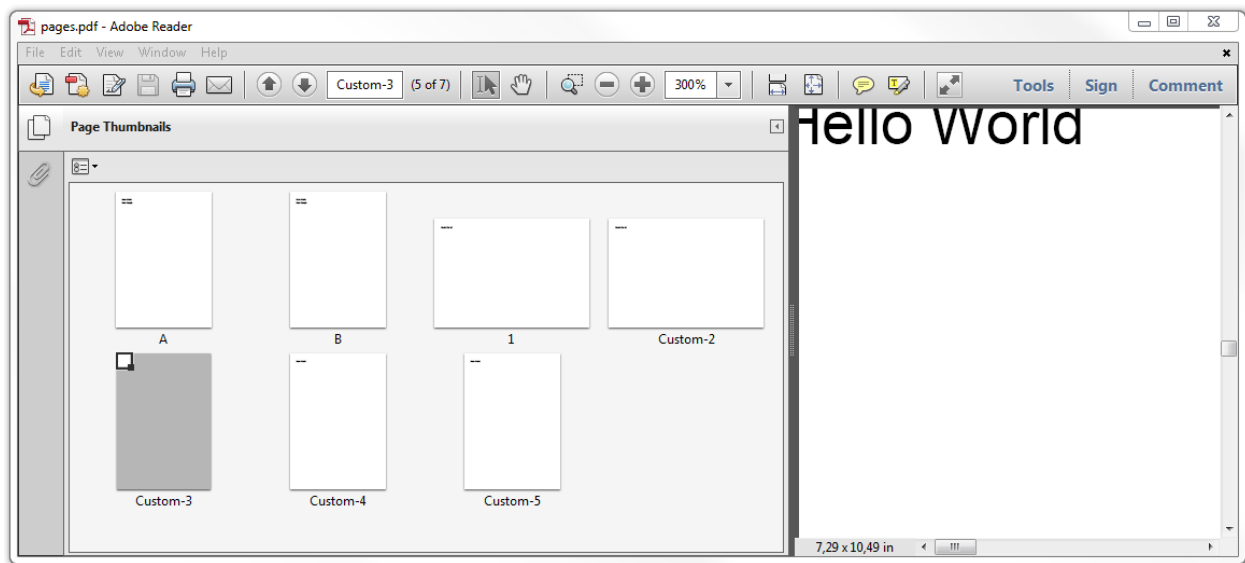 pages.pdf - Adobe Reader
File Edit View Window Help
Custom-3 (5 of 7) 300% Tools Sign Comment
Page Thumbnails
Hello World
A B 1 Custom-2
Custom-3 Custom-4 Custom-5
7,29 x 10,49 in